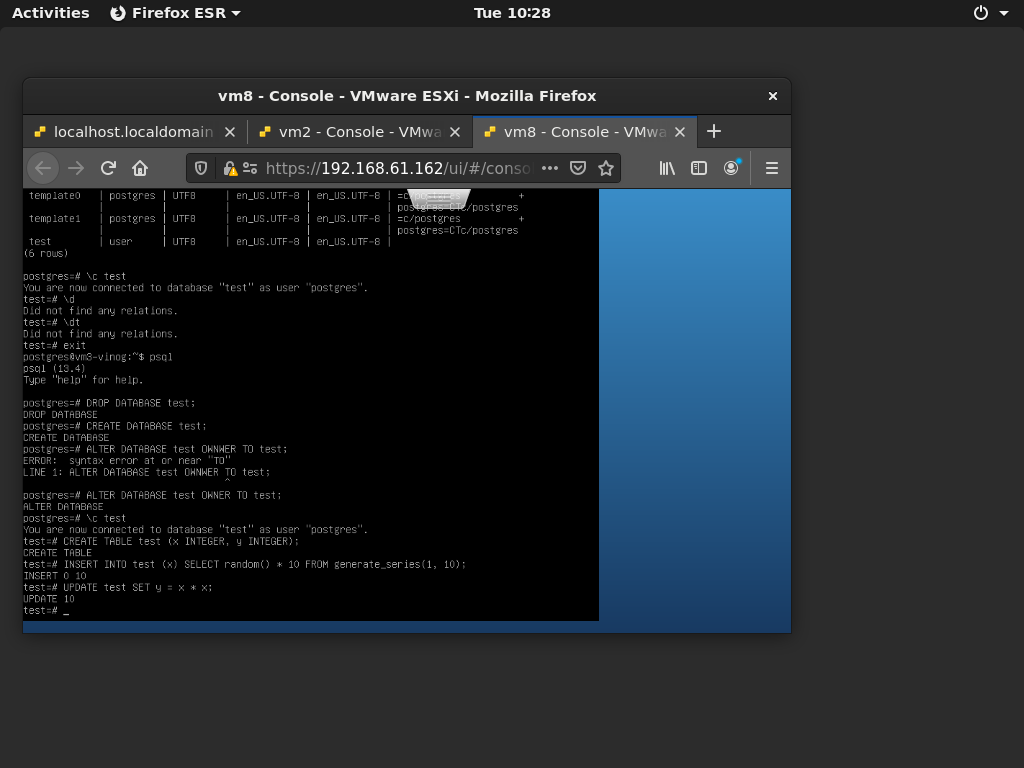 Activities Firefox ESR Tue 10:28
vm8 - Console - VMware ESXi - Mozilla Firefox
localhost.localdomain vm2 - Console - VMwa vm8 - Console - VMwa
https://192.168.61.162/ui/#/conso
template0 | postgres | UTF8 | en_US.UTF-8 | en_US.UTF-8 | +
| | | | | postgres=CTc/postgres
template1 | postgres | UTF8 | en_US.UTF-8 | en_US.UTF-8 | =c/postgres +
| | | | | postgres=CTc/postgres
test | user | UTF8 | en_US.UTF-8 | en_US.UTF-8 |
(6 rows)
postgres=# \c test
You are now connected to database "test" as user "postgres".
test=# \d
Did not find any relations.
test=# \dt
Did not find any relations.
test=# exit
postgres@vm3-vinog:~$ psql
psql (13.4)
Type "help" for help.
postgres=# DROP DATABASE test;
DROP DATABASE
postgres=# CREATE DATABASE test;
CREATE DATABASE
postgres=# ALTER DATABASE test OWNWER TO test;
ERROR:  syntax error at or near "TO"
LINE 1: ALTER DATABASE test OWNWER TO test;
^
postgres=# ALTER DATABASE test OWNER TO test;
ALTER DATABASE
postgres=# \c test
You are now connected to database "test" as user "postgres".
test=# CREATE TABLE test (x INTEGER, y INTEGER);
CREATE TABLE
test=# INSERT INTO test (x) SELECT random() * 10 FROM generate_series(1, 10);
INSERT 0 10
test=# UPDATE test SET y = x * x;
UPDATE 10
test=# _